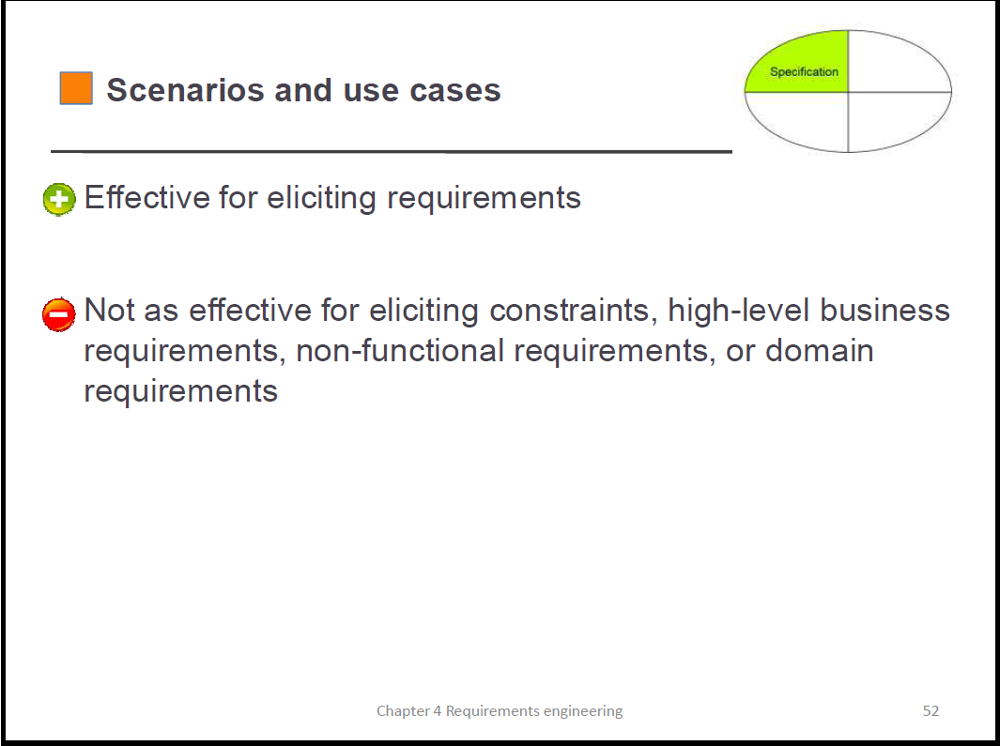 Specification
Scenarios and use cases
Effective for eliciting requirements
Not as effective for eliciting constraints, high-level business
requirements, non-functional requirements, or domain
requirements
Chapter 4 Requirements engineering
52